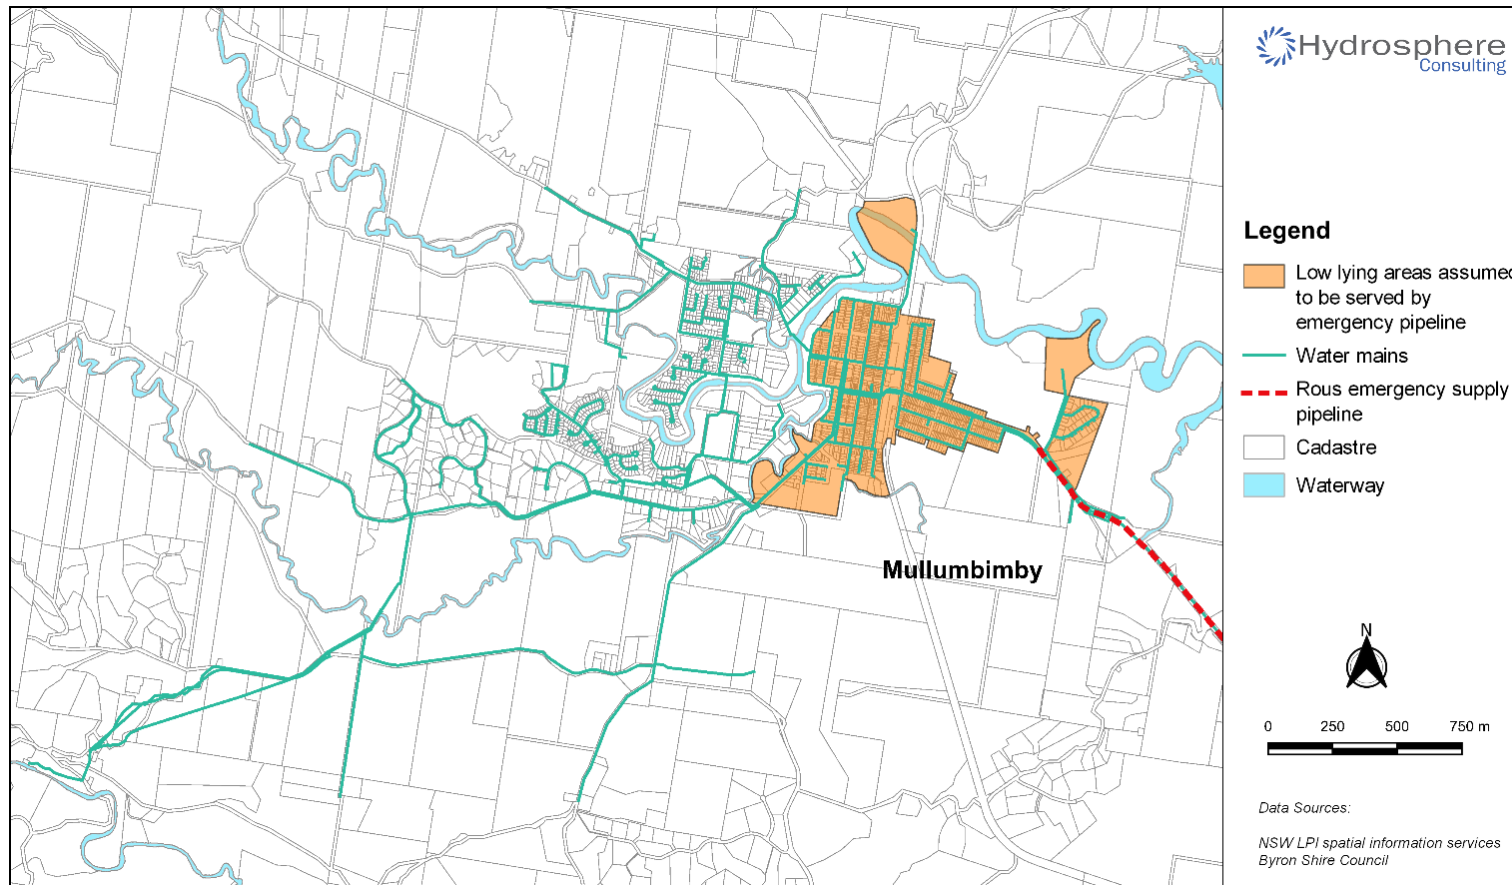 Hydrosphere
Consulting
Legend
Low lying areas assumed
to be served by
emergency pipeline
Water mains
Rous emergency supply
pipeline
Cadastre
Waterway
Mullumbimby
N
0 250 500 750 m
Data Sources:
NSW LPI spatial information services
Byron Shire Council